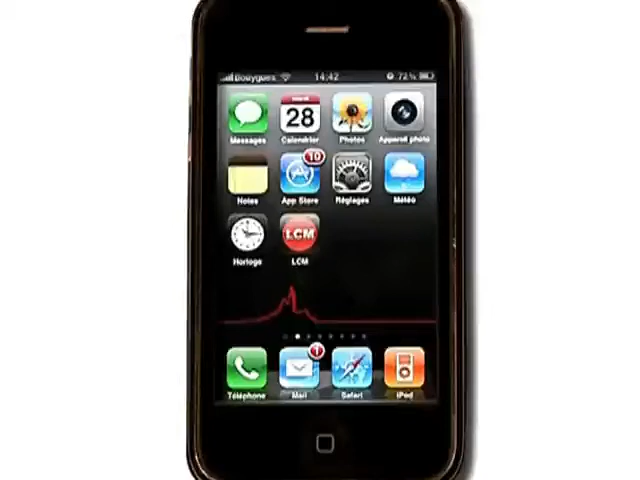 Bouygues 14:42 72 %
28
Messages Calendrier Photos Appareil photo
10
Notes App Store Réglages Météo
LCM
Horloge LCM
1
Téléphone Mail Safari iPod